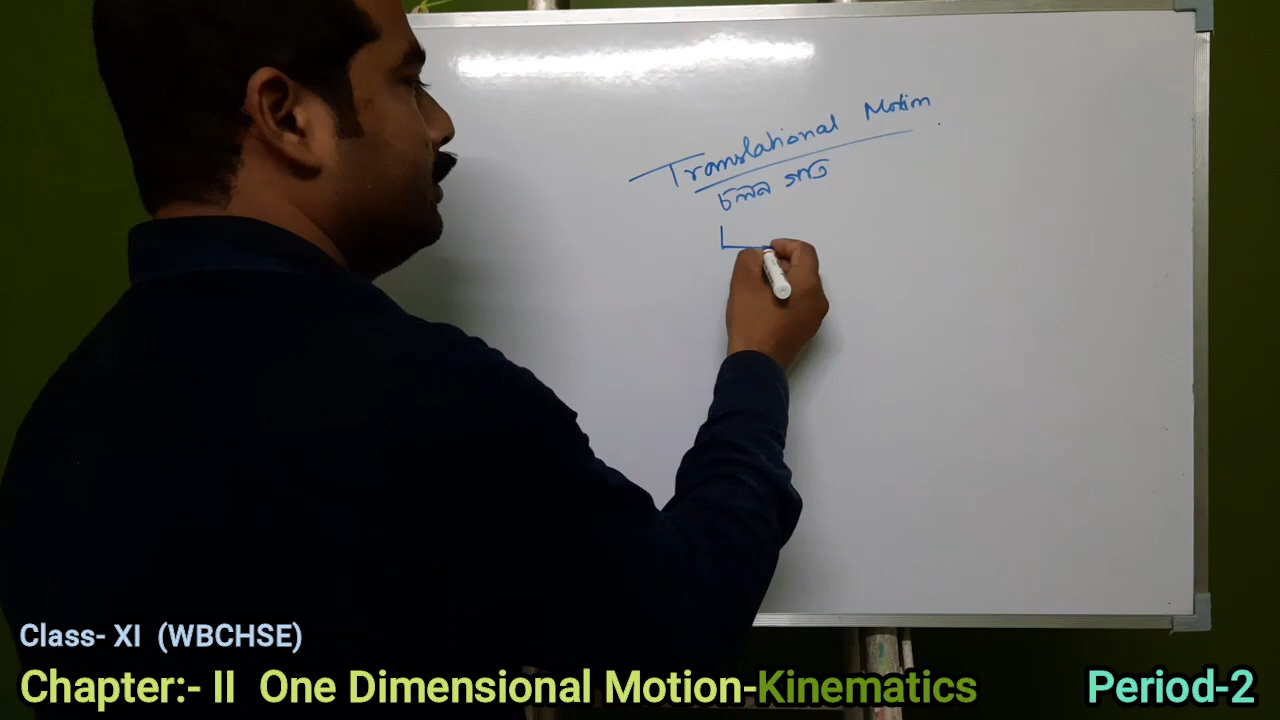 Translational Motion
চলন গতি
Class- XI (WBCHSE)
Chapter:- II One Dimensional Motion-Kinematics
Period-2